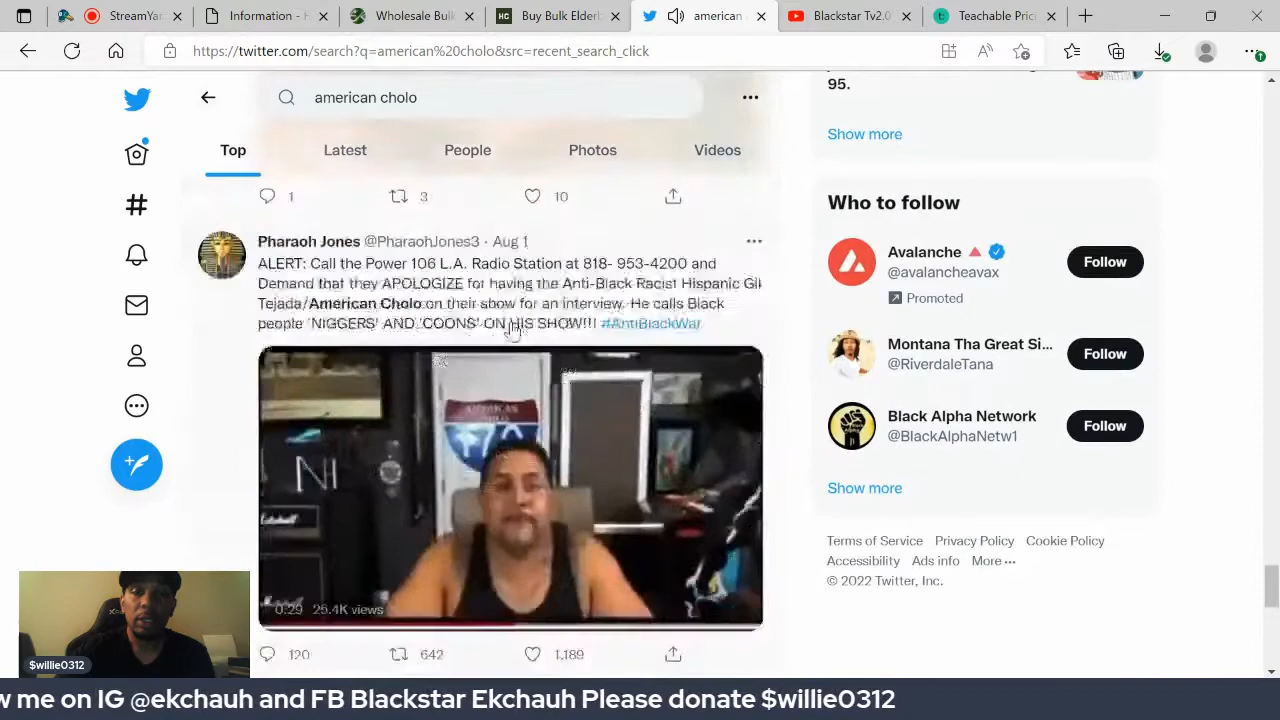 StreamYa
Information - H
Wholesale Bulk
HC Buy Bulk Elderb
american
Blackstar Tv2.0
Teachable Pric
https://twitter.com/search?q=american%20cholo&src=recent_search_click
american cholo
Top Latest People Photos Videos
1 3 10
Pharaoh Jones @PharaohJones3 · Aug 1
ALERT: Call the Power 106 L.A. Radio Station at 818- 953-4200 and
Demand that they APOLOGIZE for having the Anti-Black Racist Hispanic Gil
Tejada/American Cholo on their show for an interview. He calls Black
people 'NIGGERS' AND 'COONS' ON HIS SHOW!!! #AntiBlackWar
0:29 25.4K views
120 642 1,189
95.
Show more
Who to follow
Avalanche
@avalancheavax
Promoted
Follow
Montana Tha Great Si...
@RiverdaleTana
Follow
Black Alpha Network
@BlackAlphaNetw1
Follow
Show more
Terms of Service Privacy Policy Cookie Policy
Accessibility Ads info More ···
© 2022 Twitter, Inc.
$willie0312
w me on IG @ekchauh and FB Blackstar Ekchauh Please donate $willie0312